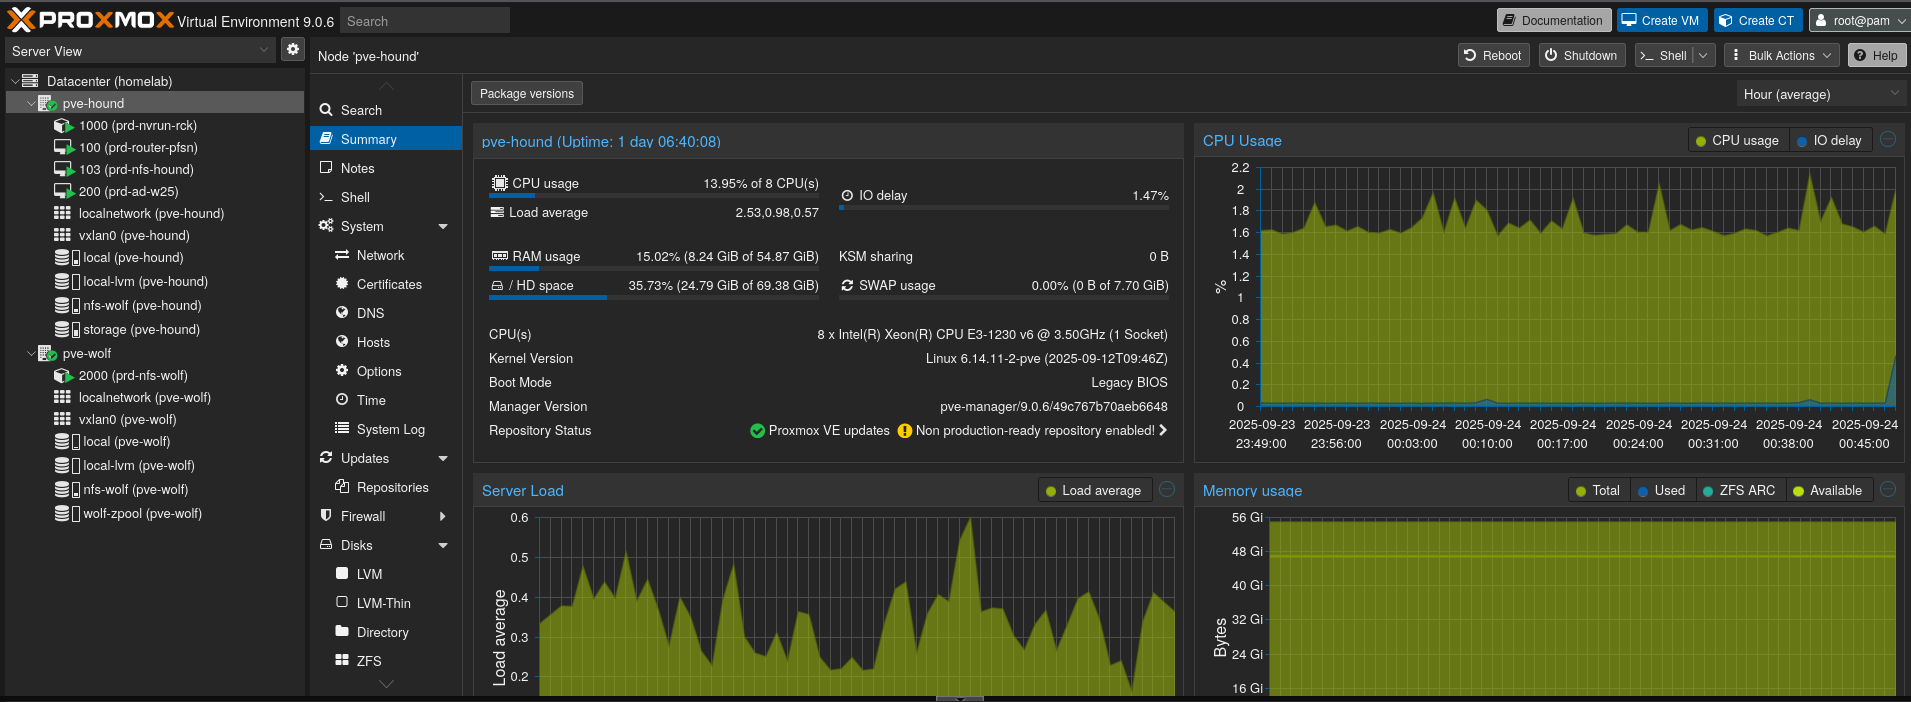 PROXMOX Virtual Environment 9.0.6 Search Documentation Create VM Create CT root@pam
Server View
Node 'pve-hound' Reboot Shutdown Shell Bulk Actions Help
Datacenter (homelab)
pve-hound
1000 (prd-nvrun-rck)
100 (prd-router-pfsn)
103 (prd-nfs-hound)
200 (prd-ad-w25)
localnetwork (pve-hound)
vxlan0 (pve-hound)
local (pve-hound)
local-lvm (pve-hound)
nfs-wolf (pve-hound)
storage (pve-hound)
pve-wolf
2000 (prd-nfs-wolf)
localnetwork (pve-wolf)
vxlan0 (pve-wolf)
local (pve-wolf)
local-lvm (pve-wolf)
nfs-wolf (pve-wolf)
wolf-zpool (pve-wolf)
Search
Summary
Notes
Shell
System
Network
Certificates
DNS
Hosts
Options
Time
System Log
Updates
Repositories
Firewall
Disks
LVM
LVM-Thin
Directory
ZFS
Package versions
Hour (average)
pve-hound (Uptime: 1 day 06:40:08)
CPU usage 13.95% of 8 CPU(s)
IO delay 1.47%
Load average 2.53,0.98,0.57
RAM usage 15.02% (8.24 GiB of 54.87 GiB)
KSM sharing 0 B
/ HD space 35.73% (24.79 GiB of 69.38 GiB)
SWAP usage 0.00% (0 B of 7.70 GiB)
CPU(s) 8 x Intel(R) Xeon(R) CPU E3-1230 v6 @ 3.50GHz (1 Socket)
Kernel Version Linux 6.14.11-2-pve (2025-09-12T09:46Z)
Boot Mode Legacy BIOS
Manager Version pve-manager/9.0.6/49c767b70aeb6648
Repository Status Proxmox VE updates Non production-ready repository enabled!
CPU Usage CPU usage IO delay
2.2
2
1.8
1.6
1.4
1.2
1
0.8
0.6
0.4
0.2
0
%
2025-09-23 2025-09-23 2025-09-24 2025-09-24 2025-09-24 2025-09-24 2025-09-24 2025-09-24 2025-09-24
23:49:00 23:56:00 00:03:00 00:10:00 00:17:00 00:24:00 00:31:00 00:38:00 00:45:00
Server Load Load average
0.6
0.5
0.4
0.3
0.2
Load average
Memory usage Total Used ZFS ARC Available
56 Gi
48 Gi
40 Gi
32 Gi
24 Gi
16 Gi
Bytes